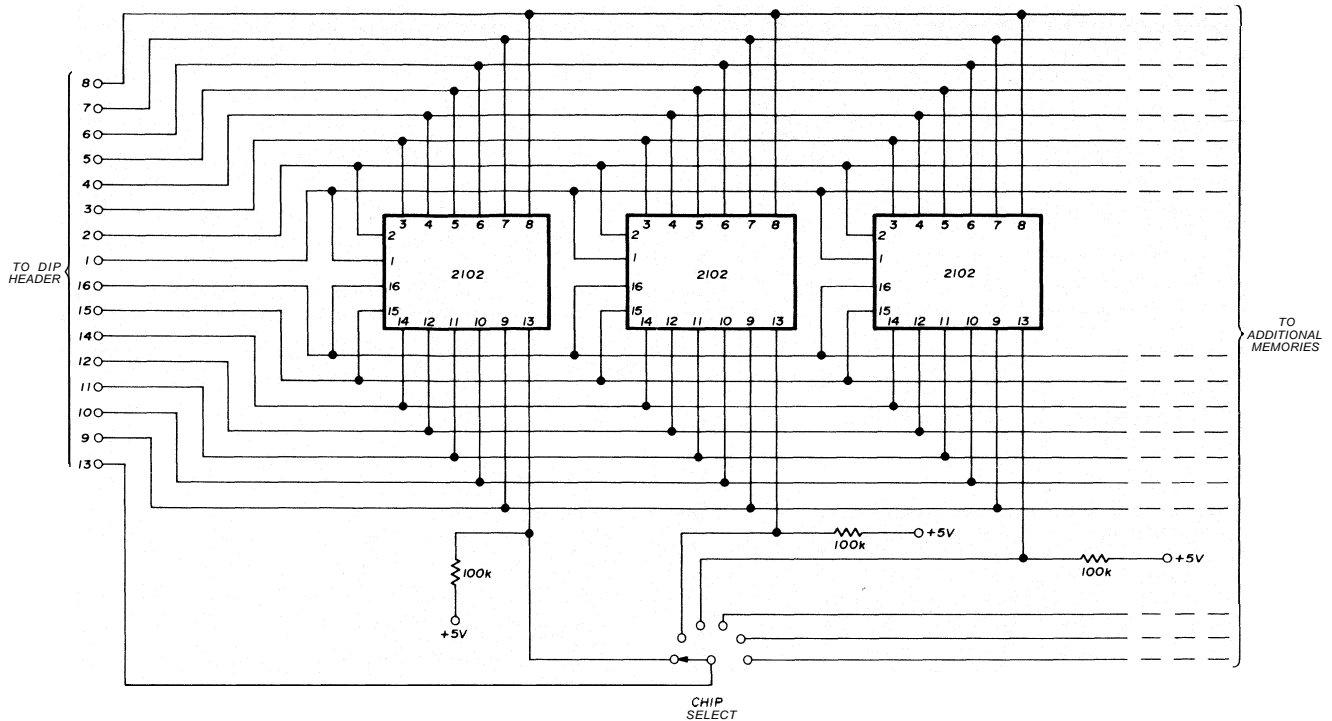 8
7
6
5
4
3
2
1
16
15
14
12
11
10
9
13
TO DIP
HEADER
3 4 5 6 7 8
2
1
2102
16
15
14 12 11 10 9 13
3 4 5 6 7 8
2
1
2102
16
15
14 12 11 10 9 13
3 4 5 6 7 8
2
1
2102
16
15
14 12 11 10 9 13
TO
ADDITIONAL
MEMORIES
100k
+5V
100k
+5V
100k
+5V
CHIP
SELECT